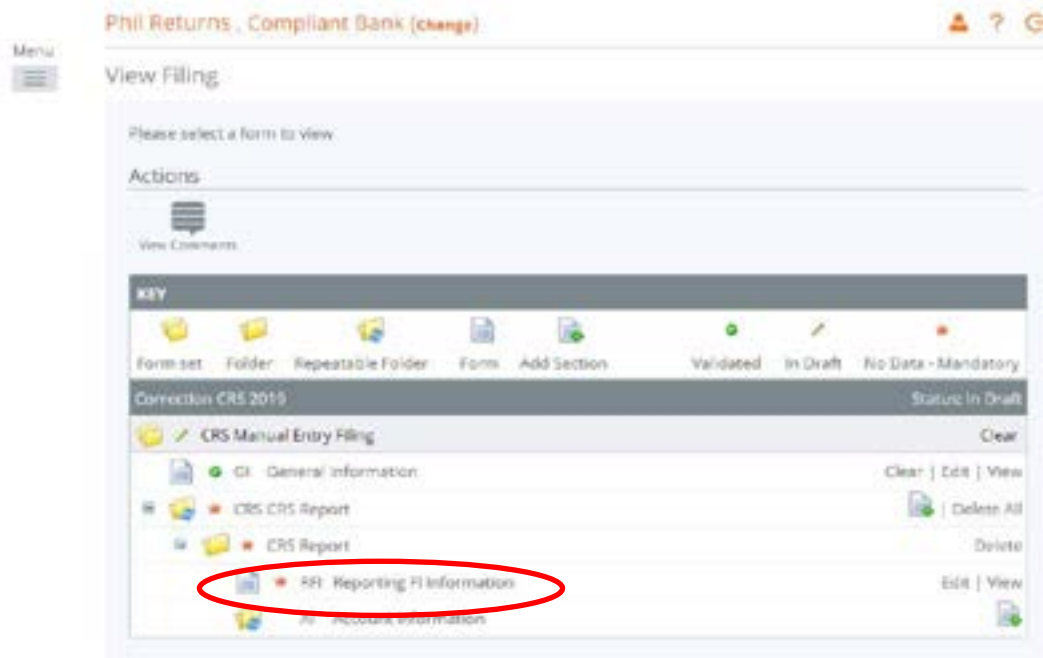 Phil Returns , Compliant Bank (Change)
?
Menu
View Filing
Please select a form to view
Actions
View Comments
KEY
Form set Folder Repeatable Folder Form Add Section Validated In Draft No Data - Mandatory
Correction CRS 2019 Status: In Draft
CRS Manual Entry Filing Clear
GI General Information Clear | Edit | View
CRS CRS Report | Delete All
CRS Report Delete
RFI Reporting FI Information Edit | View
AI Account Information